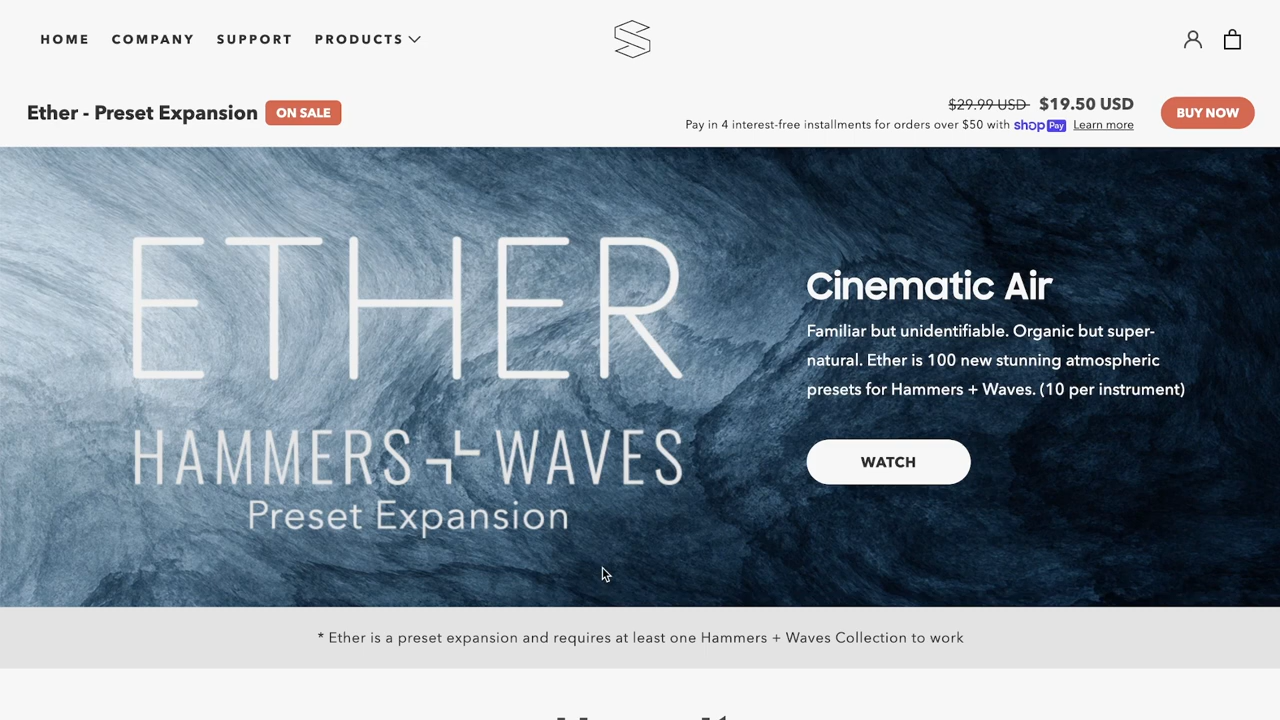 HOME COMPANY SUPPORT PRODUCTS
Ether - Preset Expansion ON SALE
$29.99 USD $19.50 USD
Pay in 4 interest-free installments for orders over $50 with shop Pay Learn more
BUY NOW
ETHER
HAMMERS + WAVES
Preset Expansion
Cinematic Air
Familiar but unidentifiable. Organic but super-
natural. Ether is 100 new stunning atmospheric
presets for Hammers + Waves. (10 per instrument)
WATCH
* Ether is a preset expansion and requires at least one Hammers + Waves Collection to work